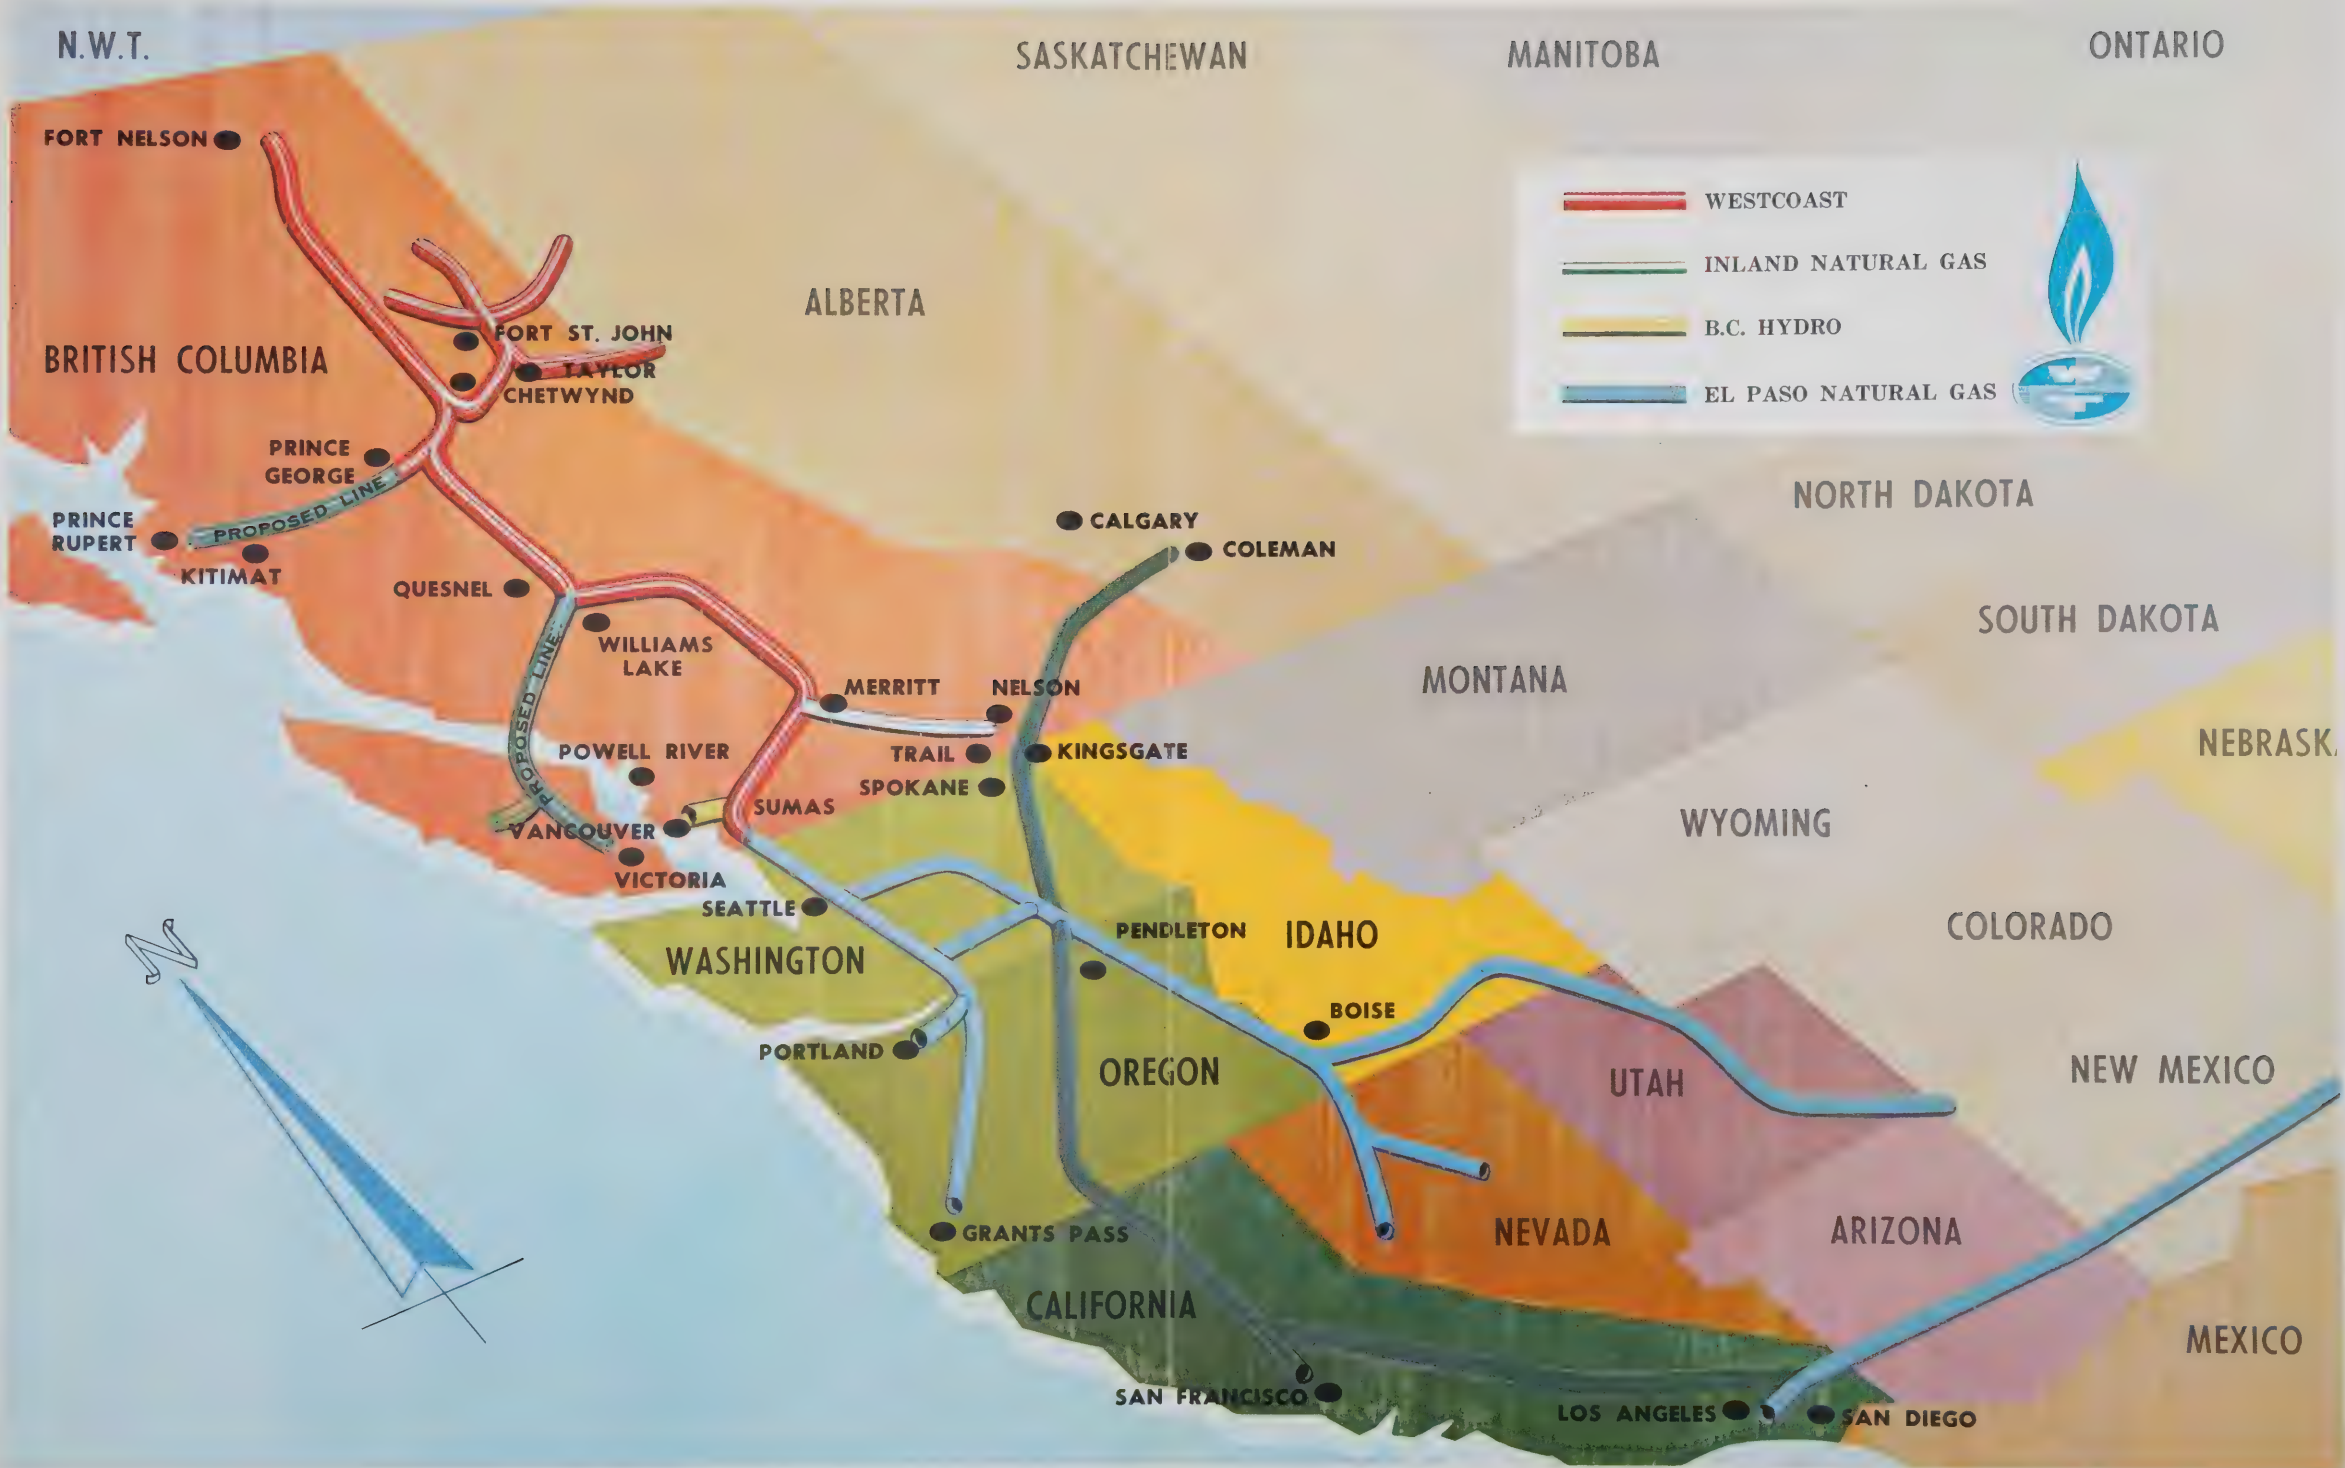 N.W.T.
SASKATCHEWAN
MANITOBA
ONTARIO
FORT NELSON
WESTCOAST
INLAND NATURAL GAS
B.C. HYDRO
EL PASO NATURAL GAS
ALBERTA
BRITISH COLUMBIA
FORT ST. JOHN
TAYLOR
CHETWYND
PRINCE
GEORGE
PROPOSED LINE
PRINCE
RUPERT
KITIMAT
CALGARY
COLEMAN
NORTH DAKOTA
QUESNEL
WILLIAMS
LAKE
PROPOSED LINE
SOUTH DAKOTA
MERRITT
NELSON
MONTANA
POWELL RIVER
TRAIL
KINGSGATE
NEBRASK
SPOKANE
SUMAS
VANCOUVER
PROPOSED LINE
WYOMING
VICTORIA
SEATTLE
PENDLETON
IDAHO
COLORADO
N
WASHINGTON
BOISE
PORTLAND
OREGON
UTAH
NEW MEXICO
GRANTS PASS
NEVADA
ARIZONA
CALIFORNIA
MEXICO
SAN FRANCISCO
LOS ANGELES
SAN DIEGO